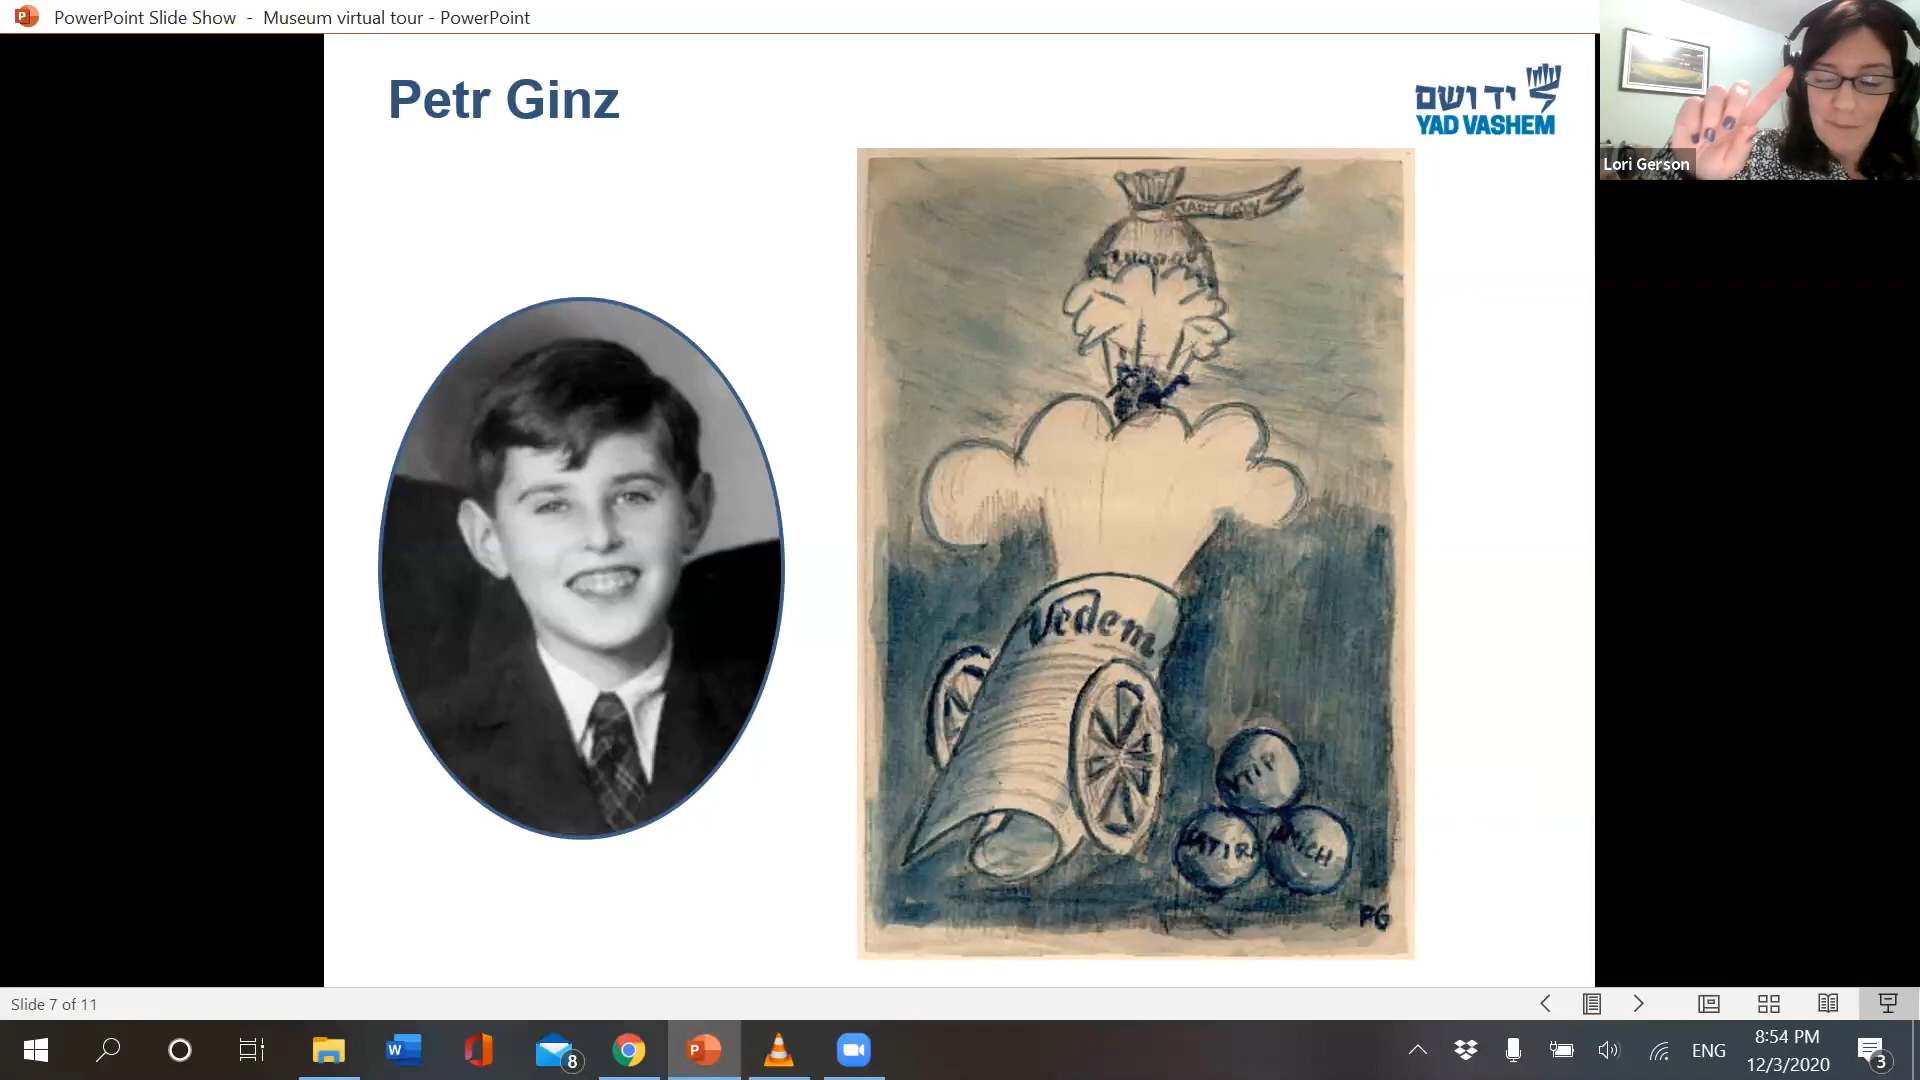 PowerPoint Slide Show - Museum virtual tour - PowerPoint
Petr Ginz
יד ושם
YAD VASHEM
Lori Gerson
Vedem
VTIP
PG
Slide 7 of 11
8
ENG
8:54 PM
12/3/2020
3